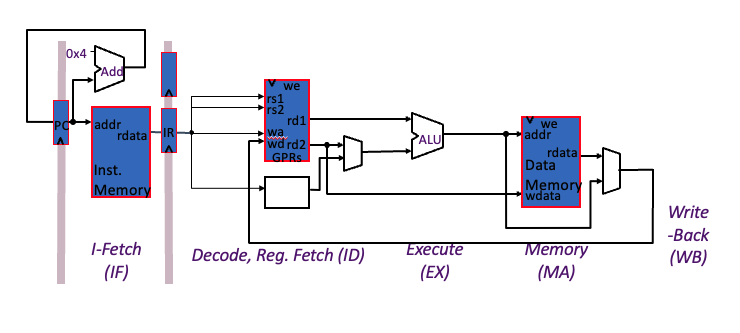 0x4
Add
PC
addr
rdata
Inst.
Memory
IR
we
rs1
rs2
rd1
wa
wd rd2
GPRs
ALU
we
addr
rdata
Data
Memory
wdata
I-Fetch
(IF)
Decode, Reg. Fetch (ID)
Execute
(EX)
Memory
(MA)
Write
-Back
(WB)